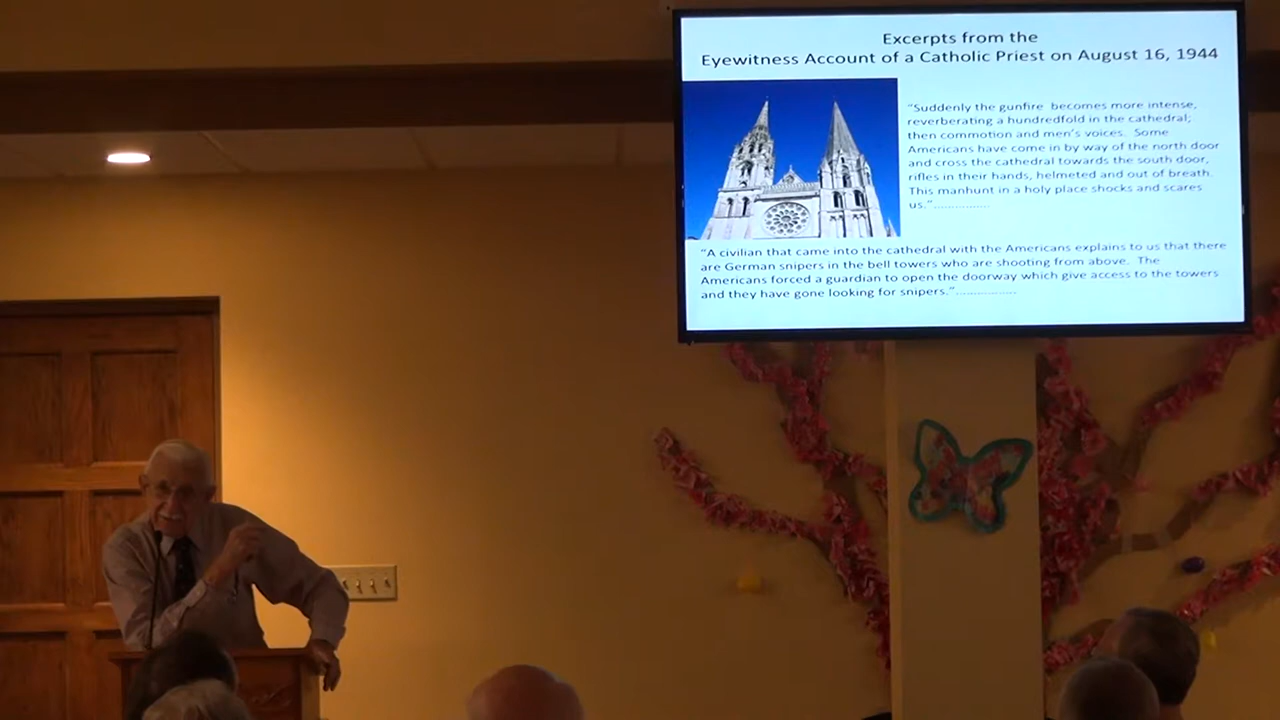 Excerpts from the
Eyewitness Account of a Catholic Priest on August 16, 1944
"Suddenly the gunfire becomes more intense,
reverberating a hundredfold in the cathedral;
then commotion and men's voices. Some
Americans have come in by way of the north door
and cross the cathedral towards the south door,
rifles in their hands, helmeted and out of breath.
This manhunt in a holy place shocks and scares
us."...............
"A civilian that came into the cathedral with the Americans explains to us that there
are German snipers in the bell towers who are shooting from above. The
Americans forced a guardian to open the doorway which give access to the towers
and they have gone looking for snipers."................